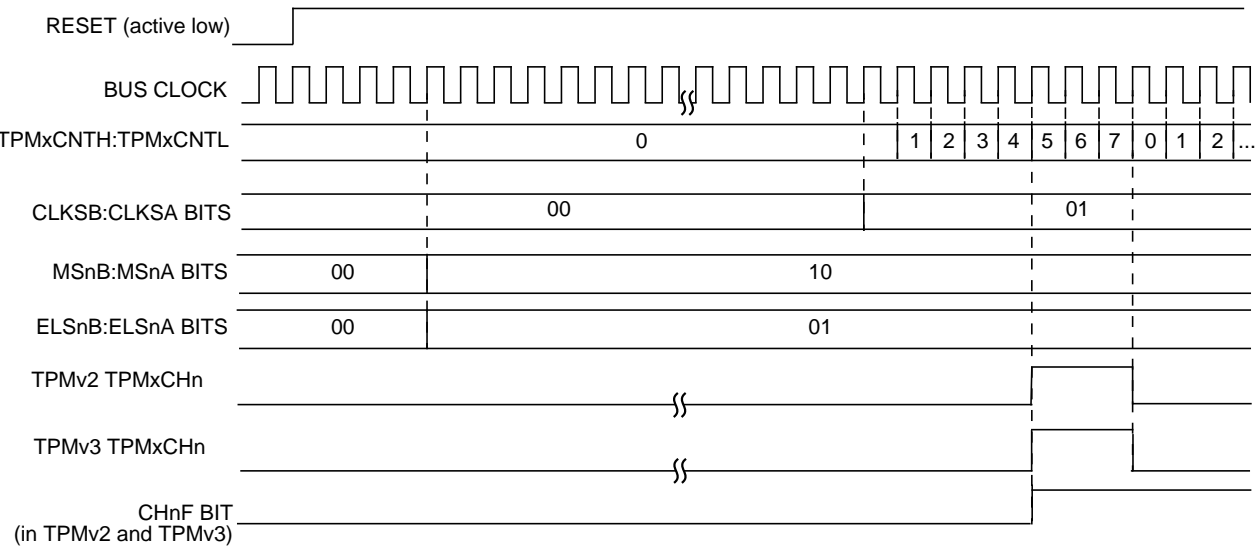 RESET (active low)
BUS CLOCK
TPMxCNTH:TPMxCNTL 0 1 2 3 4 5 6 7 0 1 2 ...
CLKSB:CLKSA BITS 00 01
MSnB:MSnA BITS 00 10
ELSnB:ELSnA BITS 00 01
TPMv2 TPMxCHn
TPMv3 TPMxCHn
CHnF BIT
(in TPMv2 and TPMv3)